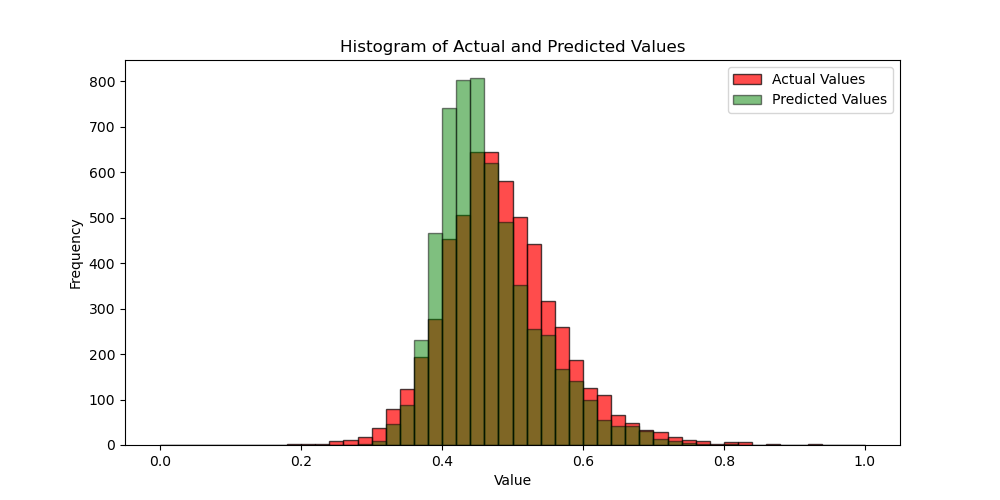 Histogram of Actual and Predicted Values
Actual Values
Predicted Values
800
700
600
500
400
300
200
100
0
Frequency
0.0 0.2 0.4 0.6 0.8 1.0
Value